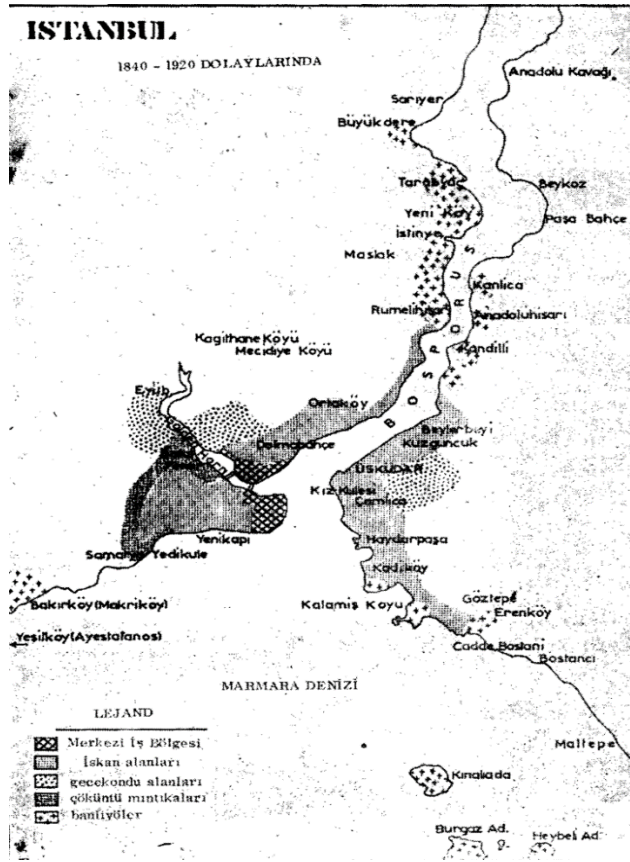 ISTANBUL
1840 - 1920 DOLAYLARINDA
Anadolu Kavağı
Sarıyer
Büyükdere
Tarabya
Beykoz
Yeni Köy
Paşa Bahçe
İstinye
Maslak
Kanlıca
Rumelihisarı
Anadoluhisarı
Kagithane Köyü
Mecidiye Köyü
Kandilli
BOSPORUS
Eyüb
Ortaköy
Dolmabahçe
Beylerbeyi
Kuzguncuk
ÜSKÜDAR
Kız Kulesi
Çamlıca
Yenikapı
Haydarpaşa
Samatya Yedikule
Kadıköy
Bakırköy (Makriköy)
Kalamış Koyu
Göztepe
Erenköy
Yeşilköy (Ayestafanos)
Cadde Bostanı
Bostancı
MARMARA DENİZİ
Maltepe
LEJAND
Merkezi İş Bölgesi
İskan alanları
gecekondu alanları
çöküntü mıntıkaları
banliyöler
Kınalıada
Burgaz Ad.
Heybeli Ad.